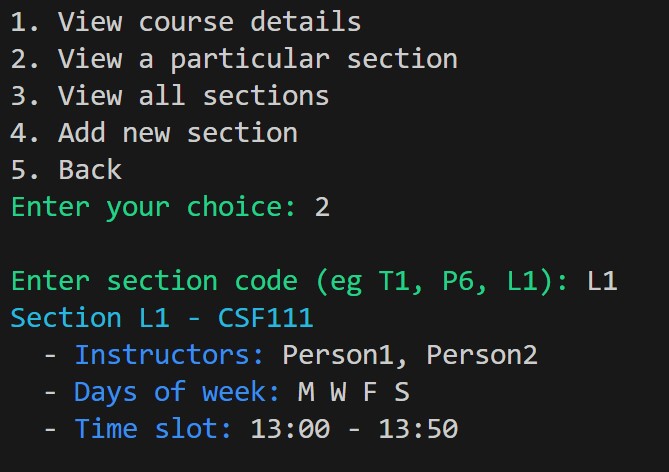 1. View course details
2. View a particular section
3. View all sections
4. Add new section
5. Back
Enter your choice: 2
Enter section code (eg T1, P6, L1): L1
Section L1 - CSF111
- Instructors: Person1, Person2
- Days of week: M W F S
- Time slot: 13:00 - 13:50